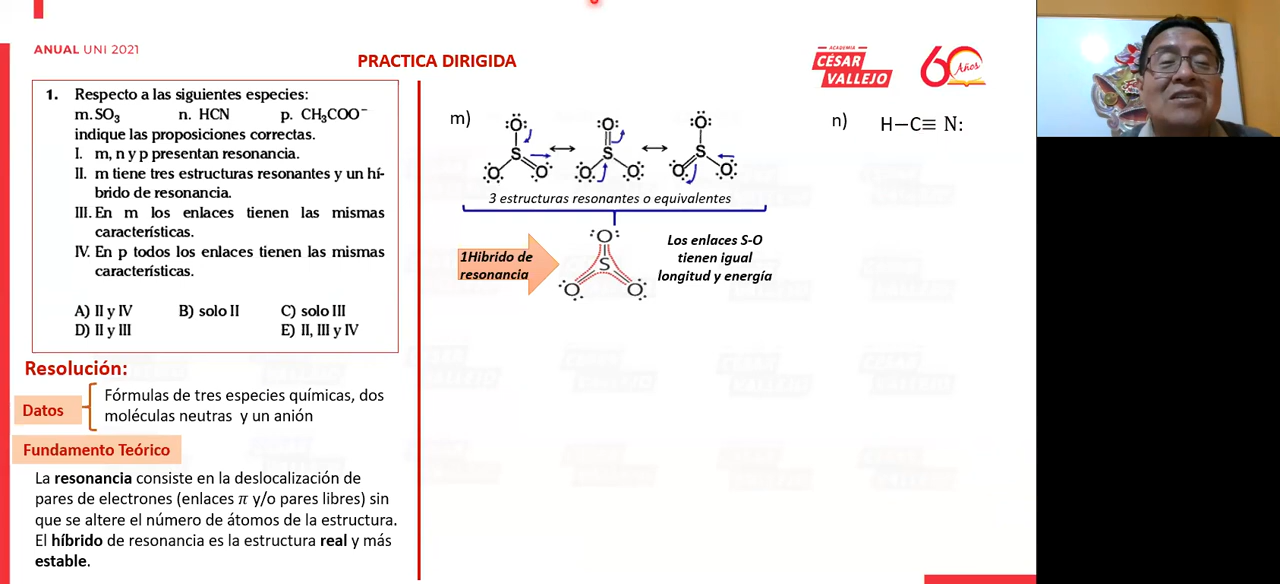 ANUAL UNI 2021
PRACTICA DIRIGIDA
ACADEMIA
CÉSAR
VALLEJO
60 Años
1. Respecto a las siguientes especies:
m. SO₃ n. HCN p. CH₃COO⁻
indique las proposiciones correctas.
I. m, n y p presentan resonancia.
II. m tiene tres estructuras resonantes y un hí-
brido de resonancia.
III. En m los enlaces tienen las mismas
características.
IV. En p todos los enlaces tienen las mismas
características.
A) II y IV B) solo II C) solo III
D) II y III E) II, III y IV
Resolución:
Datos
Fórmulas de tres especies químicas, dos
moléculas neutras y un anión
Fundamento Teórico
La resonancia consiste en la deslocalización de
pares de electrones (enlaces π y/o pares libres) sin
que se altere el número de átomos de la estructura.
El híbrido de resonancia es la estructura real y más
estable.
m)
O O O
S ↔ S ↔ S
O O O O O O
3 estructuras resonantes o equivalentes
1Hibrido de
resonancia
O
S
O O
Los enlaces S-O
tienen igual
longitud y energía
n) H−C≡ N: